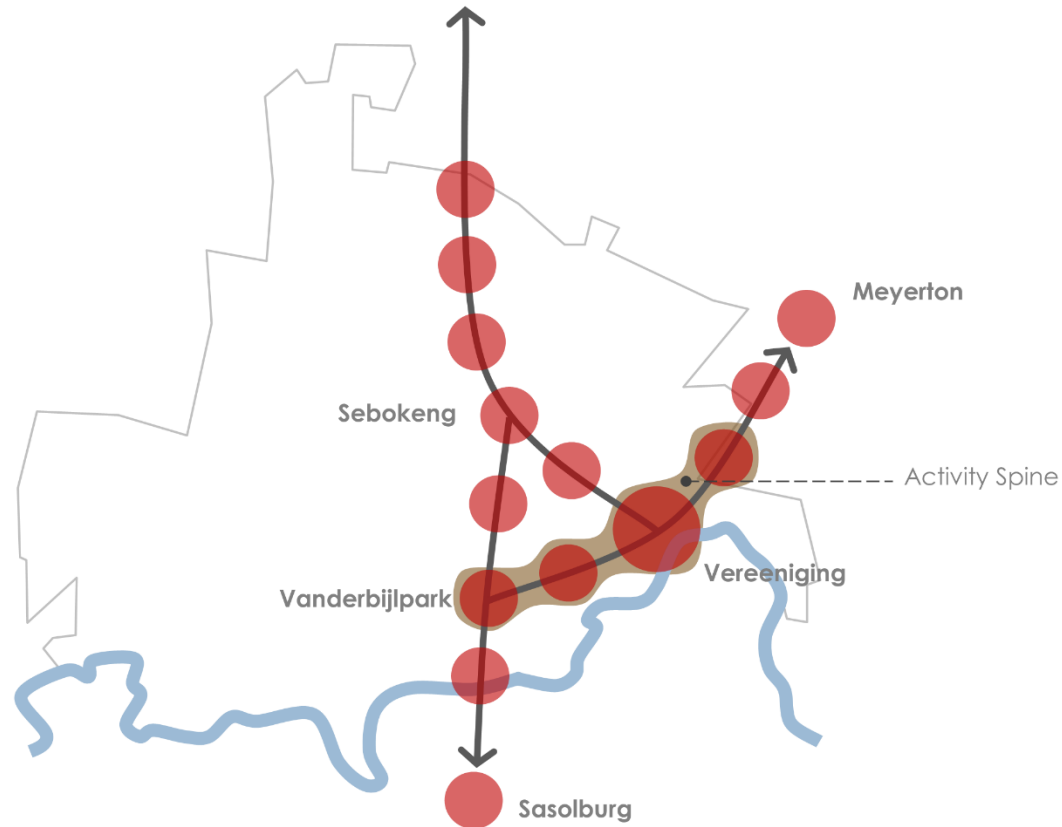 Meyerton
Sebokeng
Activity Spine
Vereeniging
Vanderbijlpark
Sasolburg